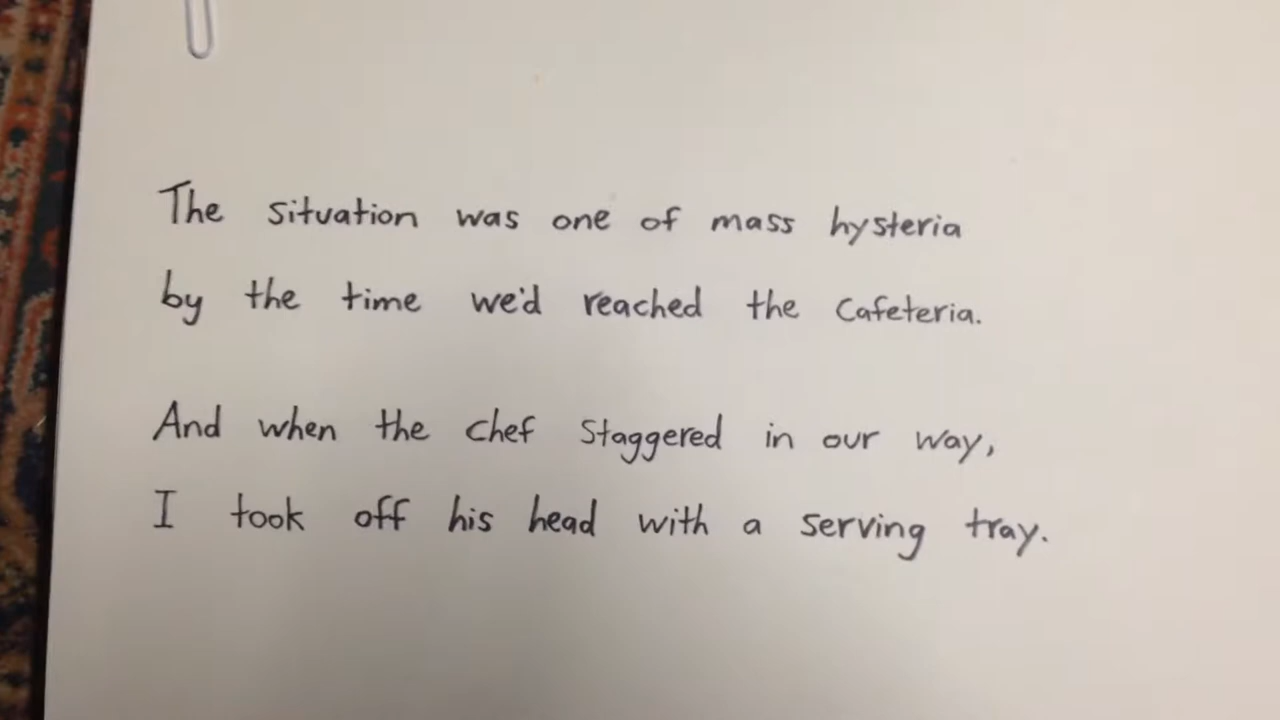 The situation was one of mass hysteria
by the time we'd reached the cafeteria.
And when the chef staggered in our way,
I took off his head with a serving tray.